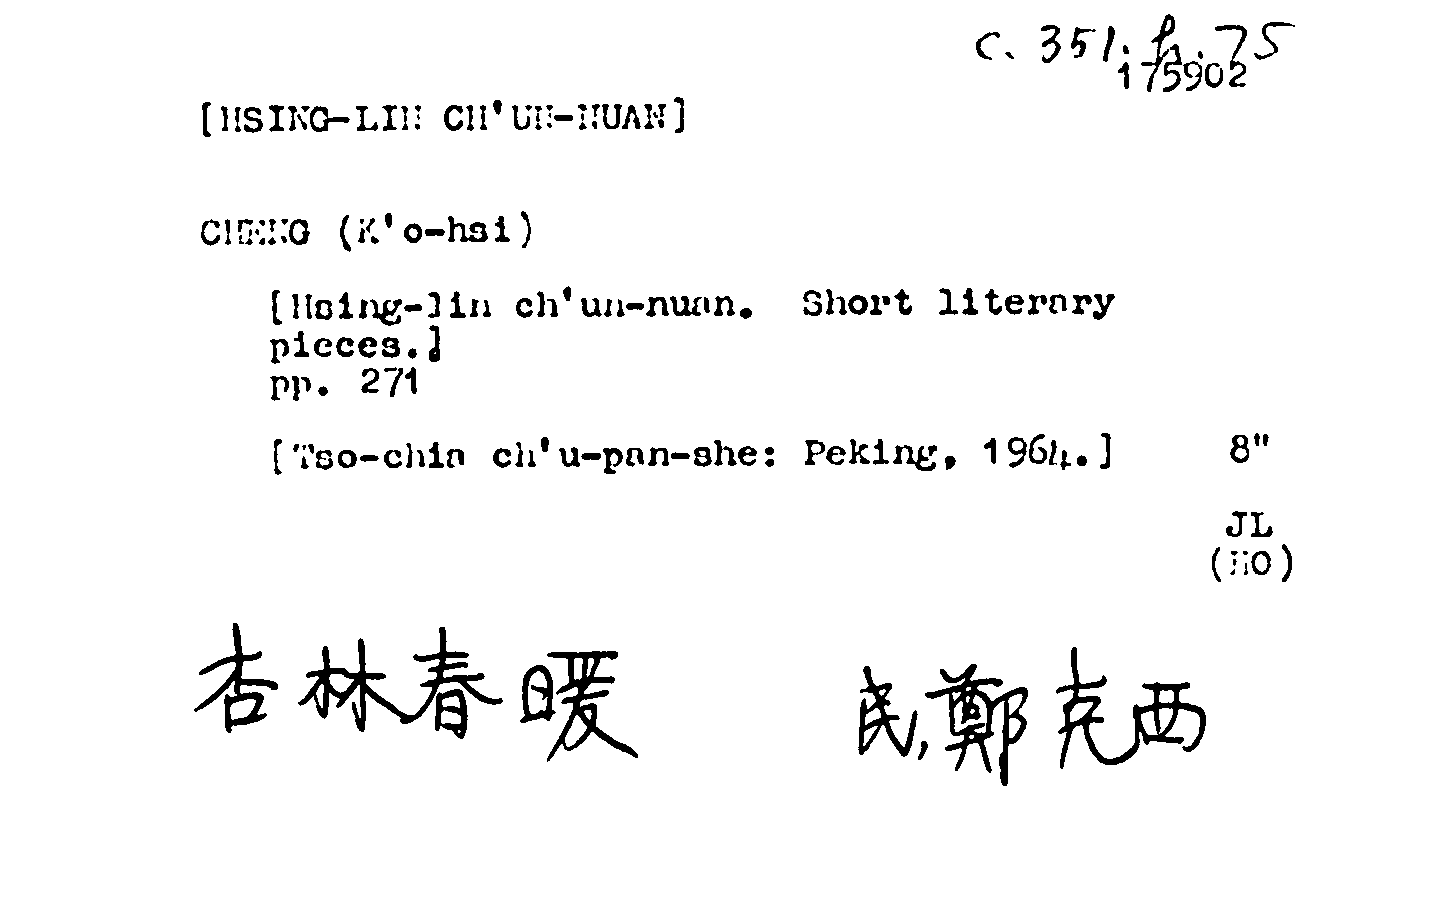 c. 351. h. 75
175902
[HSING-LIN CH'UN-NUAN]
CHENG (K'o-hsi)
[Hsing-lin ch'un-nuan. Short literary
pieces.]
pp. 271
[Tso-chia ch'u-pan-she: Peking, 1964.] 8"
JL
(HO)
杏林春暖 民, 鄭克西